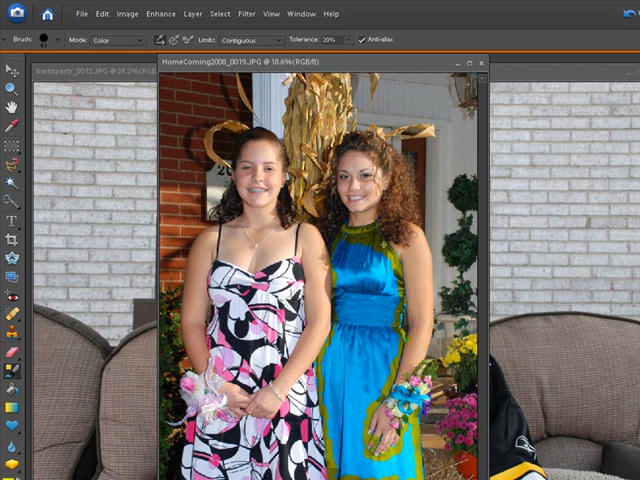 File Edit Image Enhance Layer Select Filter View Window Help
Brush: 41 Mode: Color Limits: Contiguous Tolerance: 20% Anti-alias
HomeComing2008_0019.JPG @ 18.6%(RGB/8)
barbsparty_0012.JPG @ 24.2%(RGB